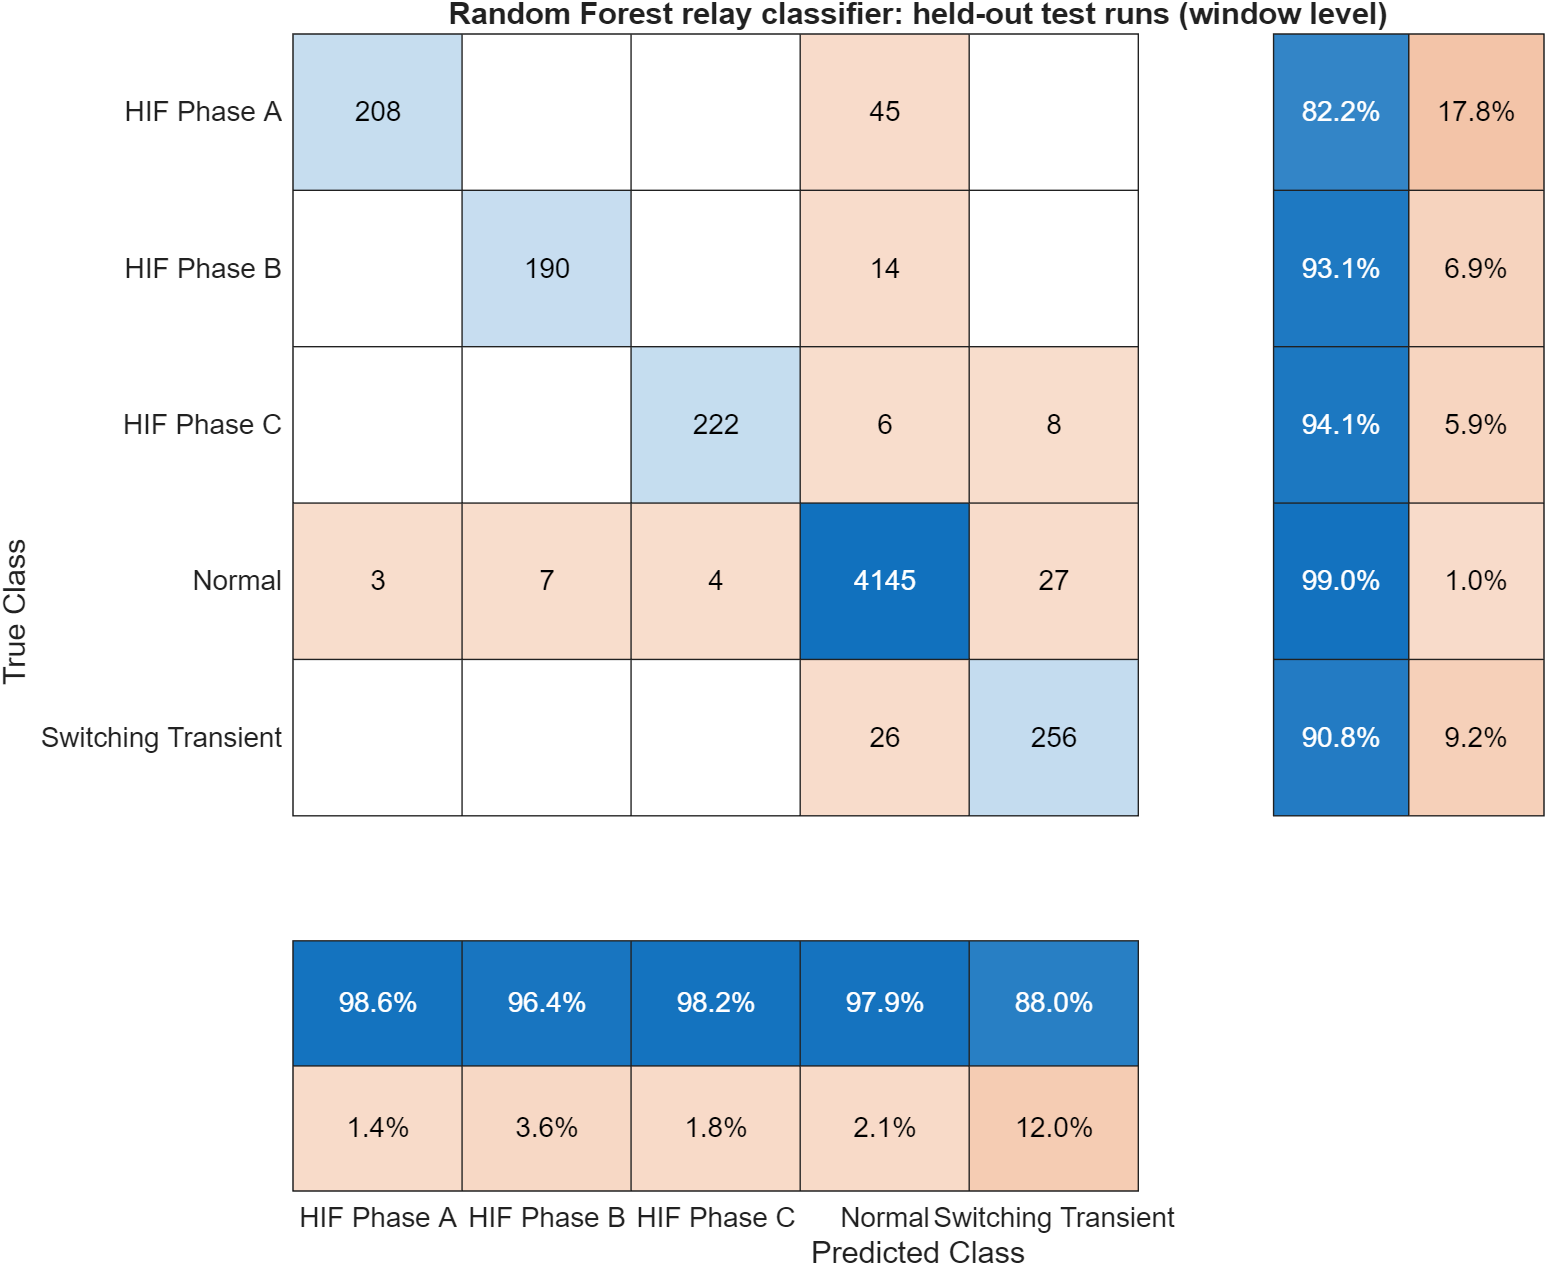 Random Forest relay classifier: held-out test runs (window level)
HIF Phase A 208 45 82.2% 17.8%
HIF Phase B 190 14 93.1% 6.9%
HIF Phase C 222 6 8 94.1% 5.9%
Normal 3 7 4 4145 27 99.0% 1.0%
Switching Transient 26 256 90.8% 9.2%
True Class
98.6% 96.4% 98.2% 97.9% 88.0%
1.4% 3.6% 1.8% 2.1% 12.0%
HIF Phase A HIF Phase B HIF Phase C Normal Switching Transient
Predicted Class